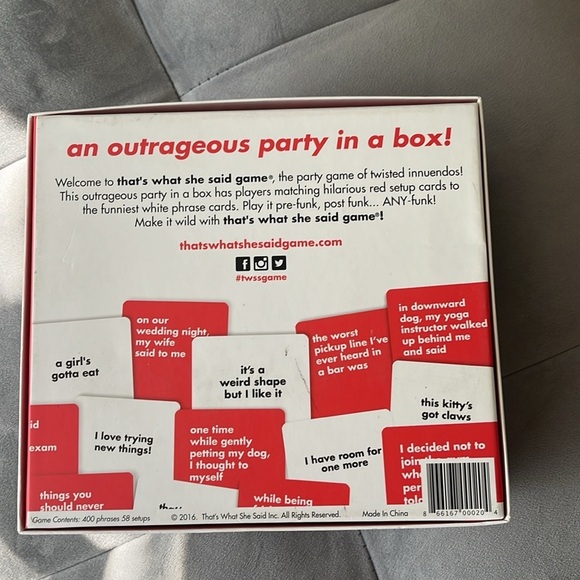 an outrageous party in a box!
Welcome to that's what she said game®, the party game of twisted innuendos!
This outrageous party in a box has players matching hilarious red setup cards to
the funniest white phrase cards. Play it pre-funk, post funk... ANY-funk!
Make it wild with that's what she said game®!
thatswhatshesaidgame.com
#twssgame
a girl's
gotta eat
on our
wedding night,
my wife
said to me
it's a
weird shape
but I like it
the worst
pickup line I've
ever heard in
a bar was
in downward
dog, my yoga
instructor walked
up behind me
and said
this kitty's
got claws
id
exam
I love trying
new things!
one time
while gently
petting my dog,
I thought to
myself
I have room for
one more
I decided not to
things you
should never
while being
Game Contents: 400 phrases 58 setups
© 2016. That's What She Said Inc. All Rights Reserved.
Made In China
8 66167 00020 4